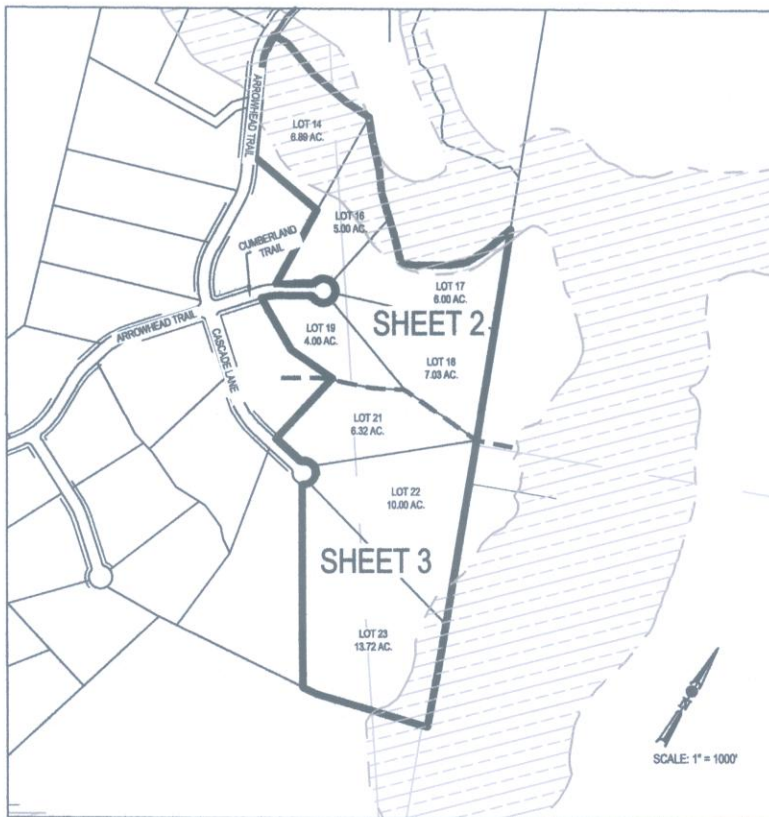 ARROWHEAD TRAIL
LOT 14
6.89 AC.
LOT 16
5.00 AC.
CUMBERLAND
TRAIL
LOT 17
6.00 AC.
SHEET 2
ARROWHEAD TRAIL
CASCADE LANE
LOT 19
4.00 AC.
LOT 18
7.03 AC.
LOT 21
6.32 AC.
LOT 22
10.00 AC.
SHEET 3
LOT 23
13.72 AC.
N
SCALE: 1" = 1000'